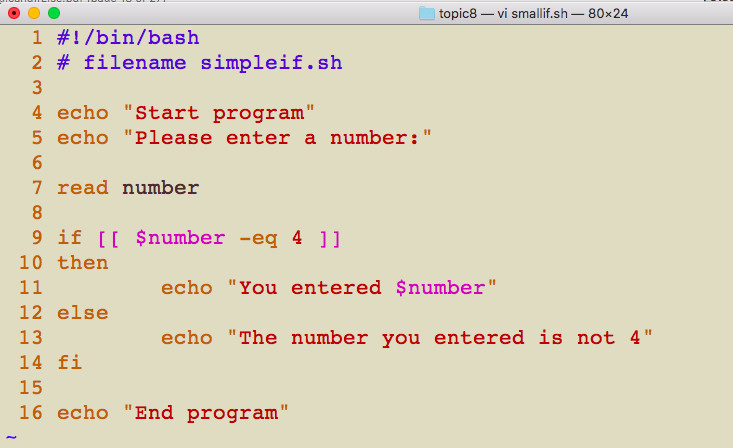 topic8 — vi smallif.sh — 80×24
1 #!/bin/bash
2 # filename simpleif.sh
3
4 echo "Start program"
5 echo "Please enter a number:"
6
7 read number
8
9 if [[ $number -eq 4 ]]
10 then
11 echo "You entered $number"
12 else
13 echo "The number you entered is not 4"
14 fi
15
16 echo "End program"
~